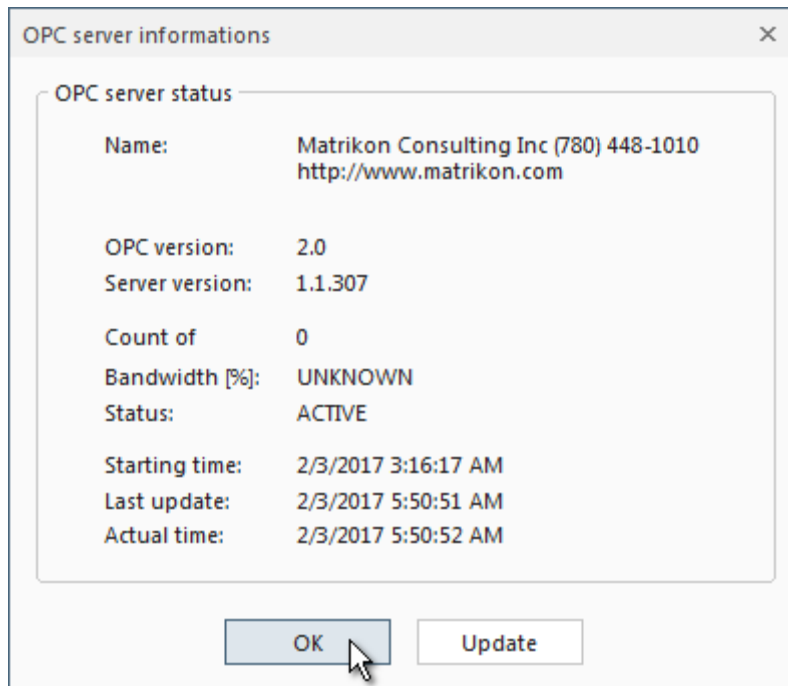 OPC server informations
OPC server status
Name: Matrikon Consulting Inc (780) 448-1010
http://www.matrikon.com
OPC version: 2.0
Server version: 1.1.307
Count of 0
Bandwidth [%]: UNKNOWN
Status: ACTIVE
Starting time: 2/3/2017 3:16:17 AM
Last update: 2/3/2017 5:50:51 AM
Actual time: 2/3/2017 5:50:52 AM
OK Update